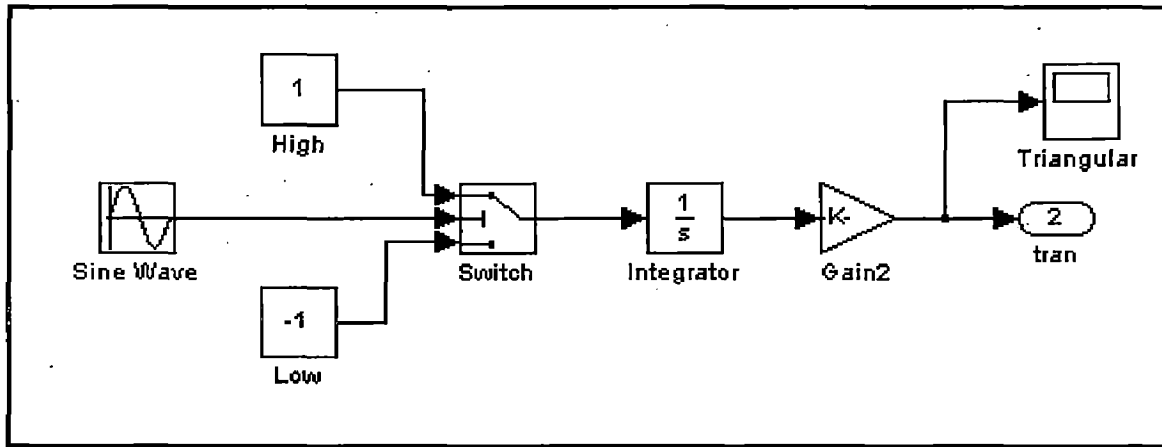 1
High
Triangular
Sine Wave
Switch
1
s
Integrator
-K-
Gain2
2
tran
-1
Low